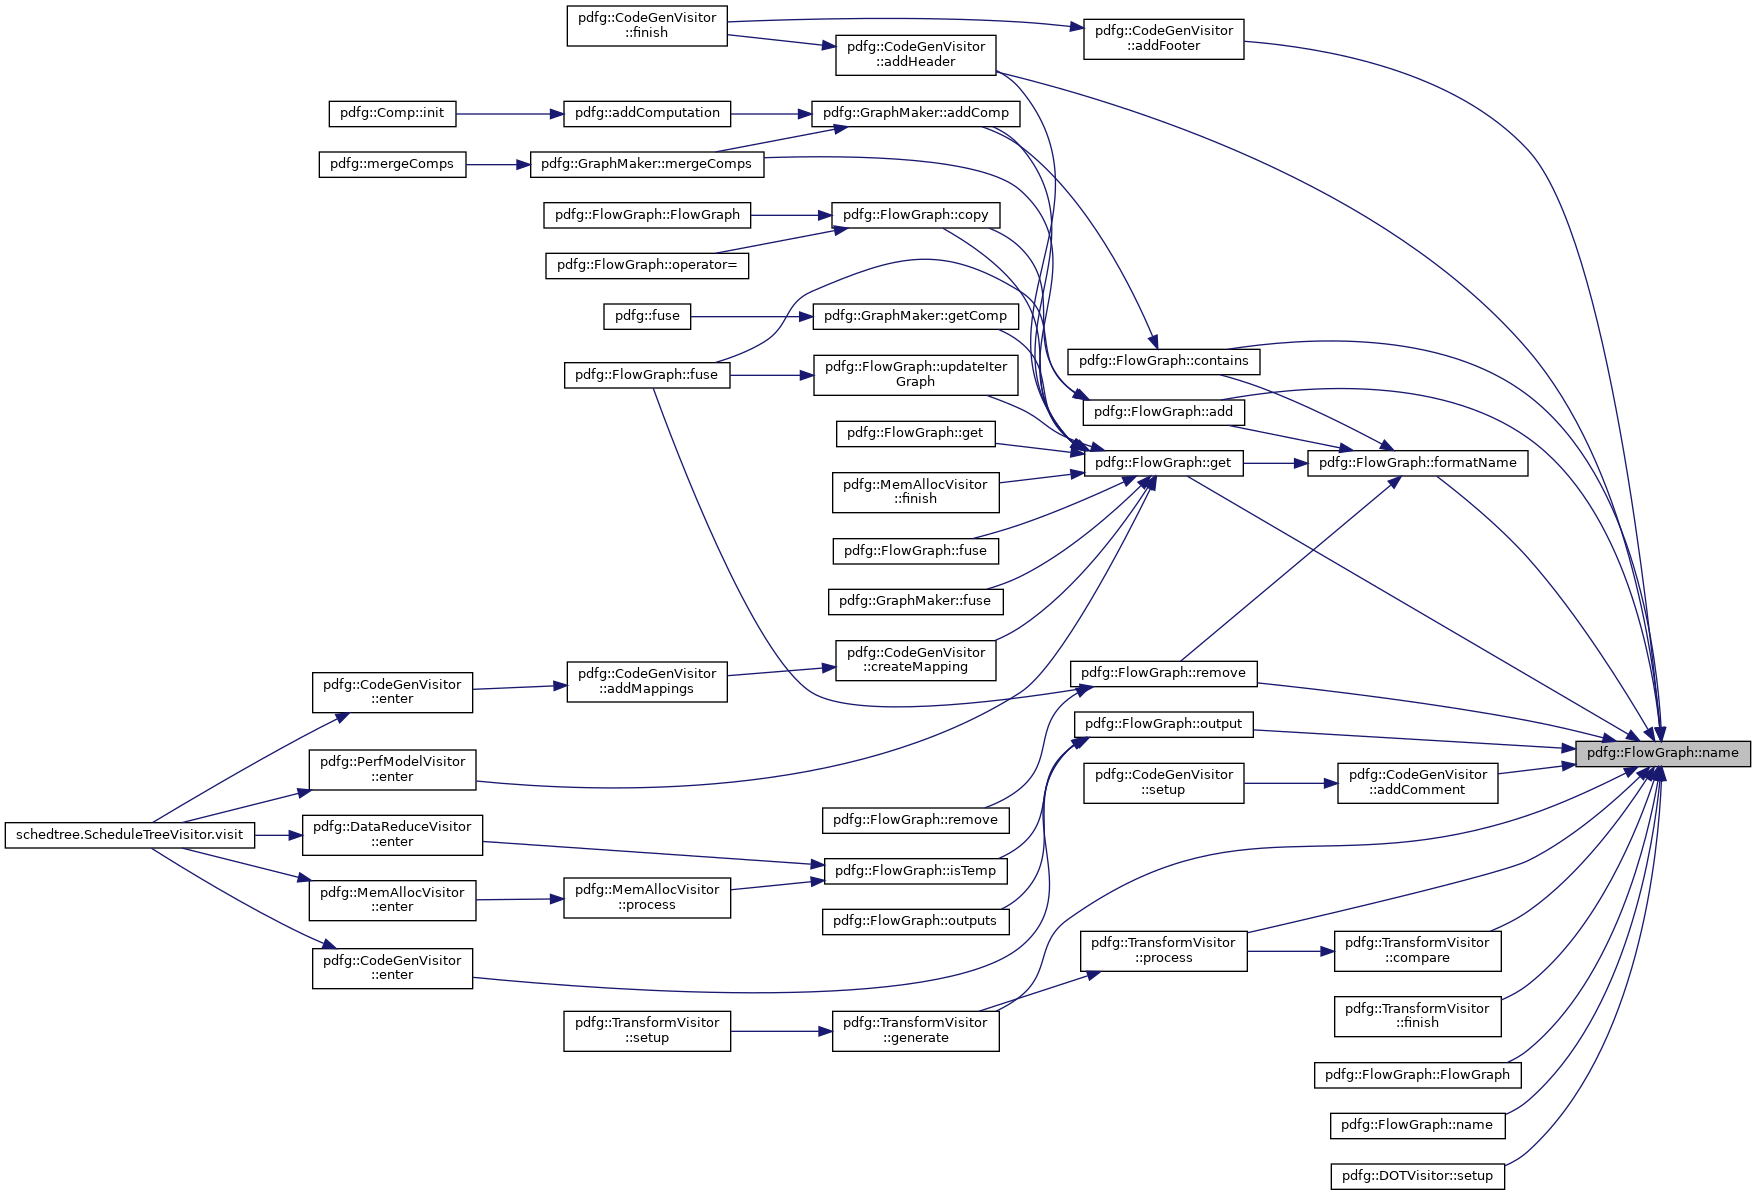 pdfg::CodeGenVisitor
::finish
pdfg::CodeGenVisitor
::addHeader
pdfg::CodeGenVisitor
::addFooter
pdfg::Comp::init
pdfg::addComputation
pdfg::GraphMaker::addComp
pdfg::mergeComps
pdfg::GraphMaker::mergeComps
pdfg::FlowGraph::FlowGraph
pdfg::FlowGraph::copy
pdfg::FlowGraph::operator=
pdfg::fuse
pdfg::GraphMaker::getComp
pdfg::FlowGraph::contains
pdfg::FlowGraph::fuse
pdfg::FlowGraph::updateIter
Graph
pdfg::FlowGraph::add
pdfg::FlowGraph::get
pdfg::FlowGraph::get
pdfg::FlowGraph::formatName
pdfg::MemAllocVisitor
::finish
pdfg::FlowGraph::fuse
pdfg::GraphMaker::fuse
pdfg::CodeGenVisitor
::createMapping
pdfg::CodeGenVisitor
::addMappings
pdfg::CodeGenVisitor
::enter
pdfg::FlowGraph::remove
pdfg::FlowGraph::output
pdfg::FlowGraph::name
pdfg::PerfModelVisitor
::enter
pdfg::CodeGenVisitor
::setup
pdfg::CodeGenVisitor
::addComment
pdfg::FlowGraph::remove
schedtree.ScheduleTreeVisitor.visit
pdfg::DataReduceVisitor
::enter
pdfg::FlowGraph::isTemp
pdfg::MemAllocVisitor
::enter
pdfg::MemAllocVisitor
::process
pdfg::FlowGraph::outputs
pdfg::CodeGenVisitor
::enter
pdfg::TransformVisitor
::process
pdfg::TransformVisitor
::compare
pdfg::TransformVisitor
::finish
pdfg::TransformVisitor
::setup
pdfg::TransformVisitor
::generate
pdfg::FlowGraph::FlowGraph
pdfg::FlowGraph::name
pdfg::DOTVisitor::setup